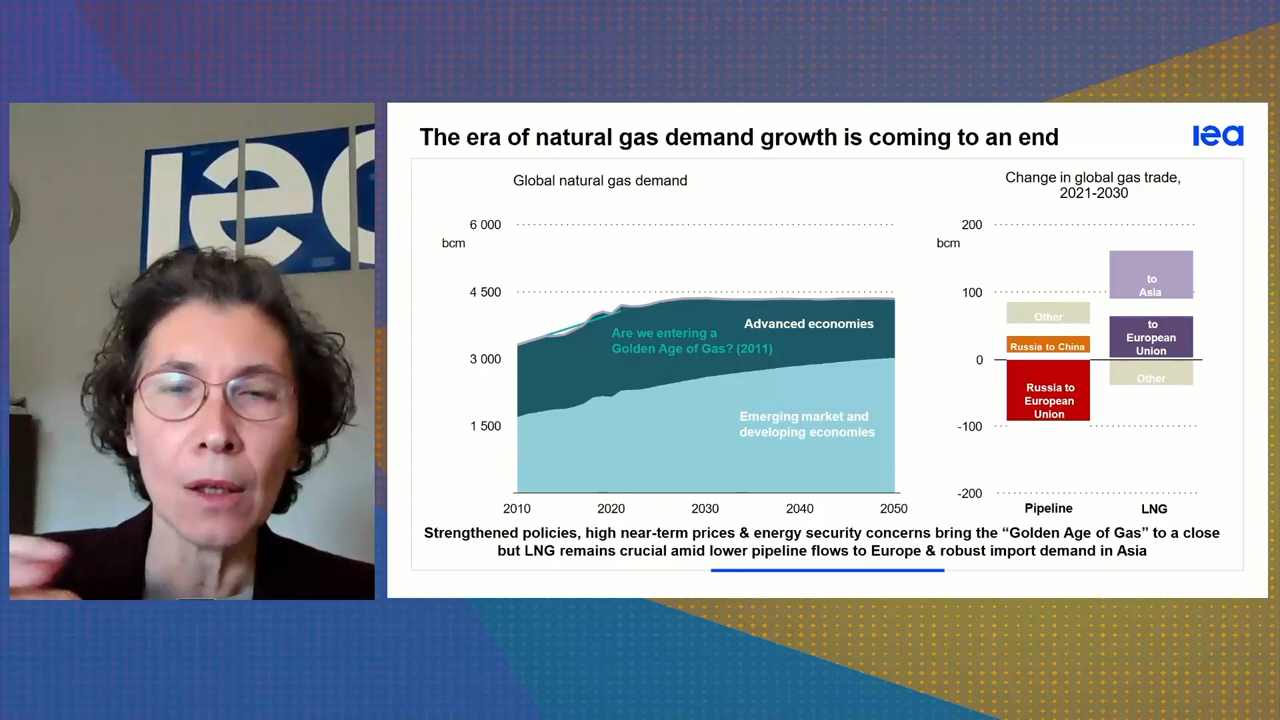 iea
The era of natural gas demand growth is coming to an end
iea
Global natural gas demand
6 000
bcm
4 500
3 000
1 500
Are we entering a
Golden Age of Gas? (2011)
Advanced economies
Emerging market and
developing economies
2010
2020
2030
2040
2050
Change in global gas trade,
2021-2030
200
bcm
100
0
-100
-200
Other
Russia to China
Russia to
European
Union
to
Asia
to
European
Union
Other
Pipeline
LNG
Strengthened policies, high near-term prices & energy security concerns bring the “Golden Age of Gas” to a close
but LNG remains crucial amid lower pipeline flows to Europe & robust import demand in Asia